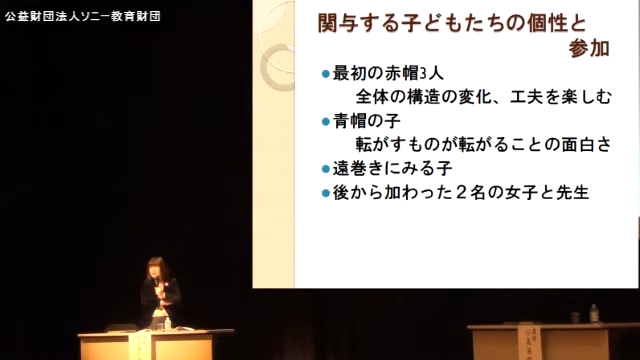 公益財団法人ソニー教育財団
関与する子どもたちの個性と
参加
●最初の赤帽3人
全体の構造の変化、工夫を楽しむ
●青帽の子
転がすものが転がることの面白さ
●遠巻きにみる子
●後から加わった２名の女子と先生